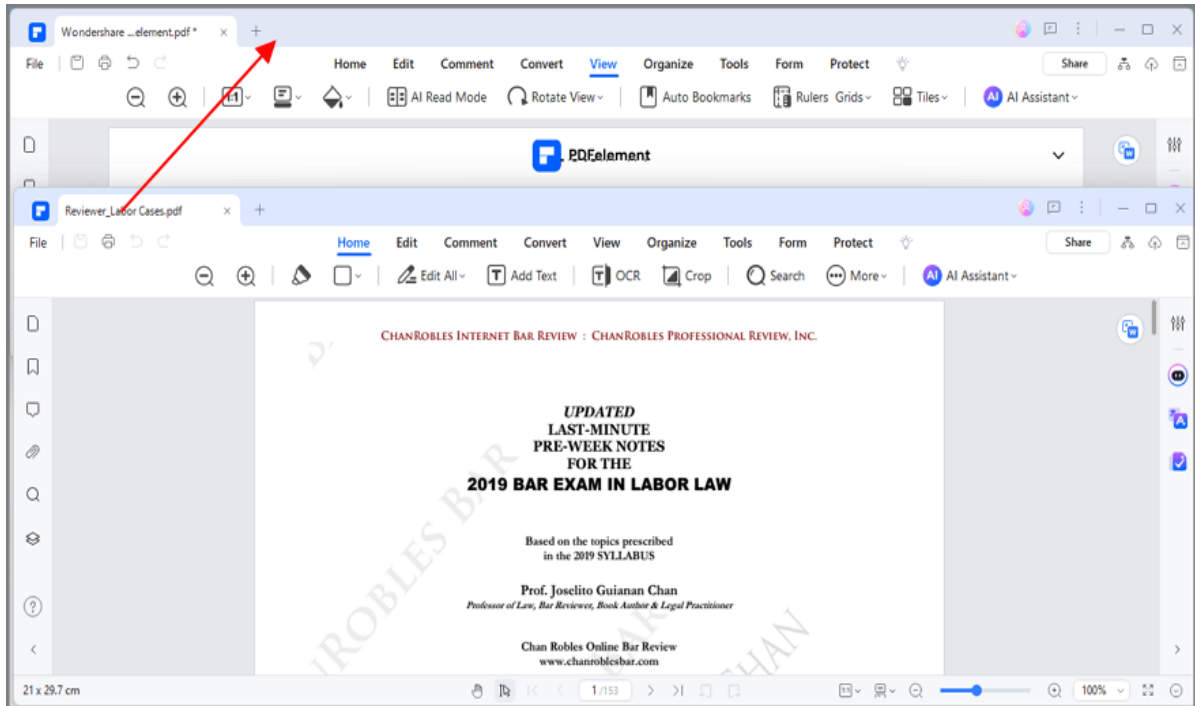 Wondershare ...element.pdf *
File Home Edit Comment Convert View Organize Tools Form Protect Share
1:1 AI Read Mode Rotate View Auto Bookmarks Rulers Grids Tiles AI AI Assistant
PDFelement
Reviewer_Labor Cases.pdf
File Home Edit Comment Convert View Organize Tools Form Protect Share
Edit All T Add Text T OCR Crop Search More AI AI Assistant
CHANROBLES INTERNET BAR REVIEW : CHANROBLES PROFESSIONAL REVIEW, INC.
UPDATED
LAST-MINUTE
PRE-WEEK NOTES
FOR THE
2019 BAR EXAM IN LABOR LAW
Based on the topics prescribed
in the 2019 SYLLABUS
Prof. Joselito Guianan Chan
Professor of Law, Bar Reviewer, Book Author & Legal Practitioner
Chan Robles Online Bar Review
www.chanroblesbar.com
21 x 29.7 cm 1 /153 100%